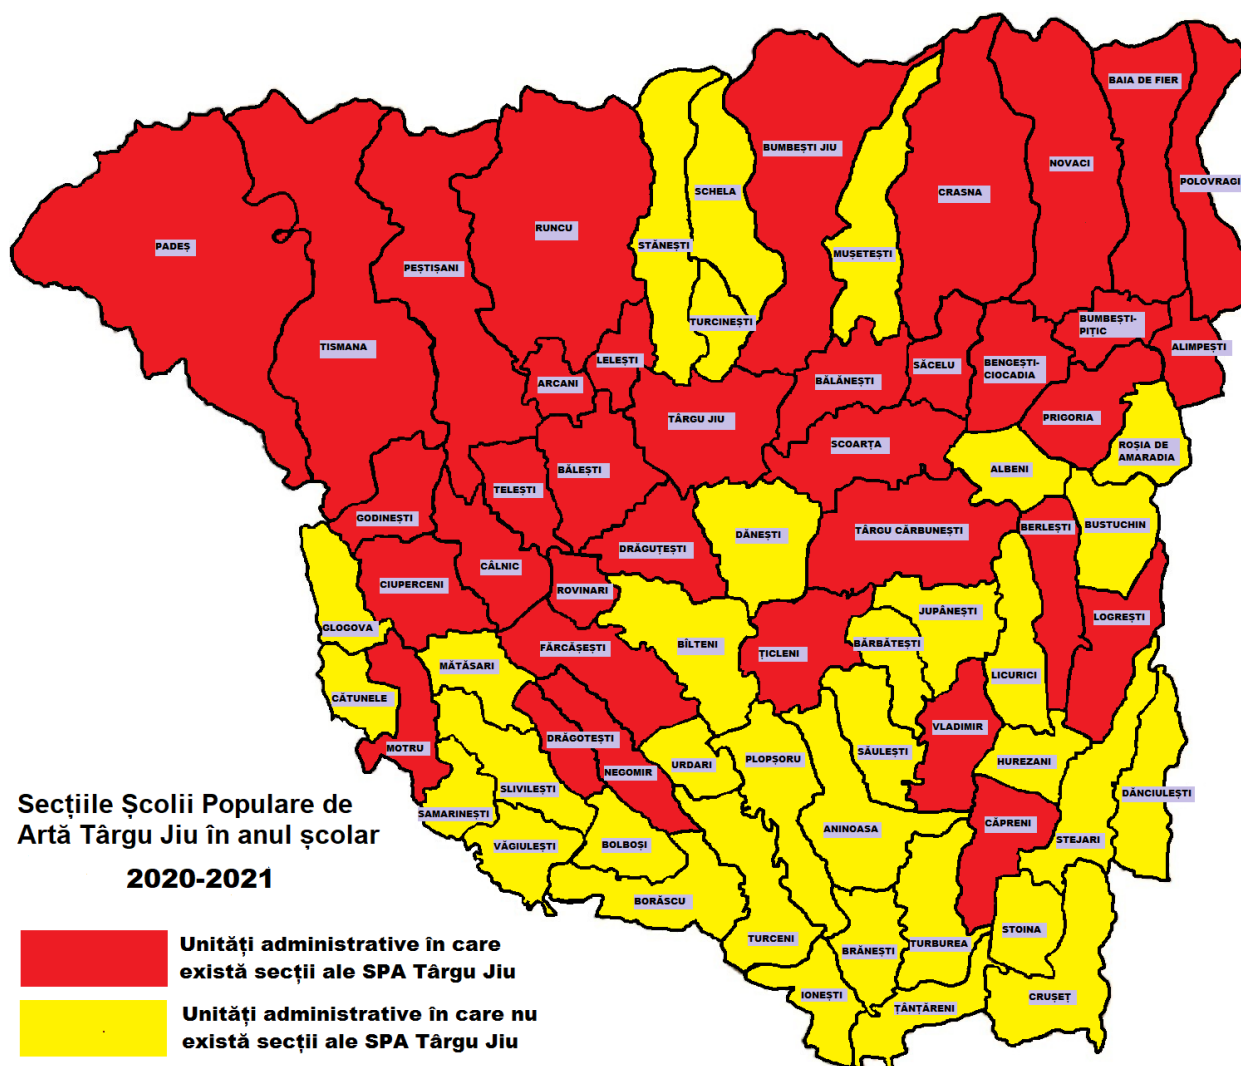 BAIA DE FIER
BUMBEȘTI JIU
NOVACI
POLOVRAGI
SCHELA
CRASNA
RUNCU
STĂNEȘTI
PADEȘ
MUȘETEȘTI
PEȘTIȘANI
TURCINEȘTI
BUMBEȘTI-
PIȚIC
TISMANA
ALIMPEȘTI
LELEȘTI
SĂCELU
BENGEȘTI-
CIOCADIA
ARCANI
BĂLĂNEȘTI
TÂRGU JIU
PRIGORIA
SCOARȚA
ROȘIA DE
AMARADIA
BĂLEȘTI
ALBENI
TELEȘTI
GODINEȘTI
DĂNEȘTI
TÂRGU CĂRBUNEȘTI
BERLEȘTI
BUSTUCHIN
DRĂGUȚEȘTI
CÂLNIC
CIUPERCENI
ROVINARI
JUPÂNEȘTI
LOGREȘTI
GLOGOVA
FĂRCĂȘEȘTI
BÎLTENI
ȚICLENI
BĂRBĂTEȘTI
MĂTĂSARI
LICURICI
CĂTUNELE
VLADIMIR
DRĂGOTEȘTI
MOTRU
SĂULEȘTI
PLOPȘORU
URDARI
HUREZANI
NEGOMIR
SLIVILEȘTI
DĂNCIULEȘTI
SAMARINEȘTI
CĂPRENI
ANINOASA
STEJARI
VĂGIULEȘTI
BOLBOȘI
BORĂSCU
STOINA
TURCENI
TURBUREA
BRĂNEȘTI
IONEȘTI
CRUȘEȚ
ȚÂNȚĂRENI
Secțiile Școlii Populare de
Artă Târgu Jiu în anul școlar
2020-2021
Unități administrative în care
există secții ale SPA Târgu Jiu
Unități administrative în care nu
există secții ale SPA Târgu Jiu